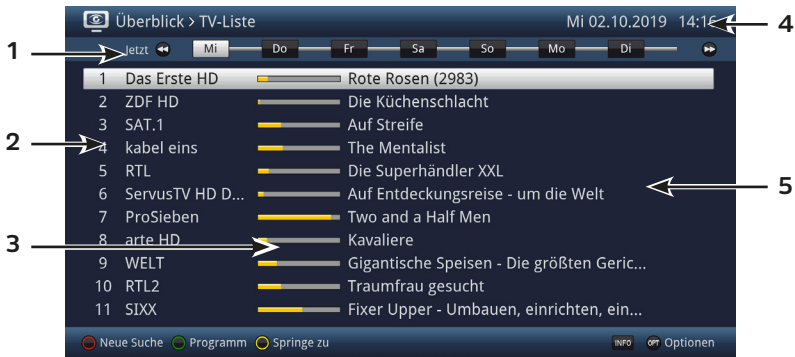 Überblick > TV-Liste Mi 02.10.2019 14:16 4
1 Jetzt Mi Do Fr Sa So Mo Di
1 Das Erste HD Rote Rosen (2983)
2 ZDF HD Die Küchenschlacht
3 SAT.1 Auf Streife
2 4 kabel eins The Mentalist
5 RTL Die Superhändler XXL
6 ServusTV HD D... Auf Entdeckungsreise - um die Welt 5
7 ProSieben Two and a Half Men
3 8 arte HD Kavaliere
9 WELT Gigantische Speisen - Die größten Geric...
10 RTL2 Traumfrau gesucht
11 SIXX Fixer Upper - Umbauen, einrichten, ein...
Neue Suche Programm Springe zu INFO OPT Optionen